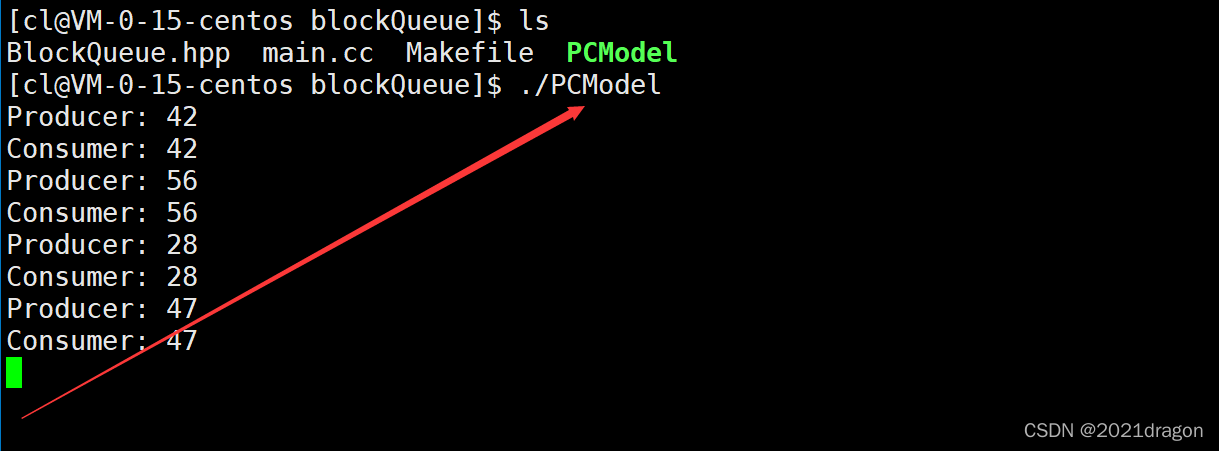 [cl@VM-0-15-centos blockQueue]$ ls
BlockQueue.hpp  main.cc  Makefile  PCModel
[cl@VM-0-15-centos blockQueue]$ ./PCModel
Producer: 42
Consumer: 42
Producer: 56
Consumer: 56
Producer: 28
Consumer: 28
Producer: 47
Consumer: 47
CSDN @2021dragon